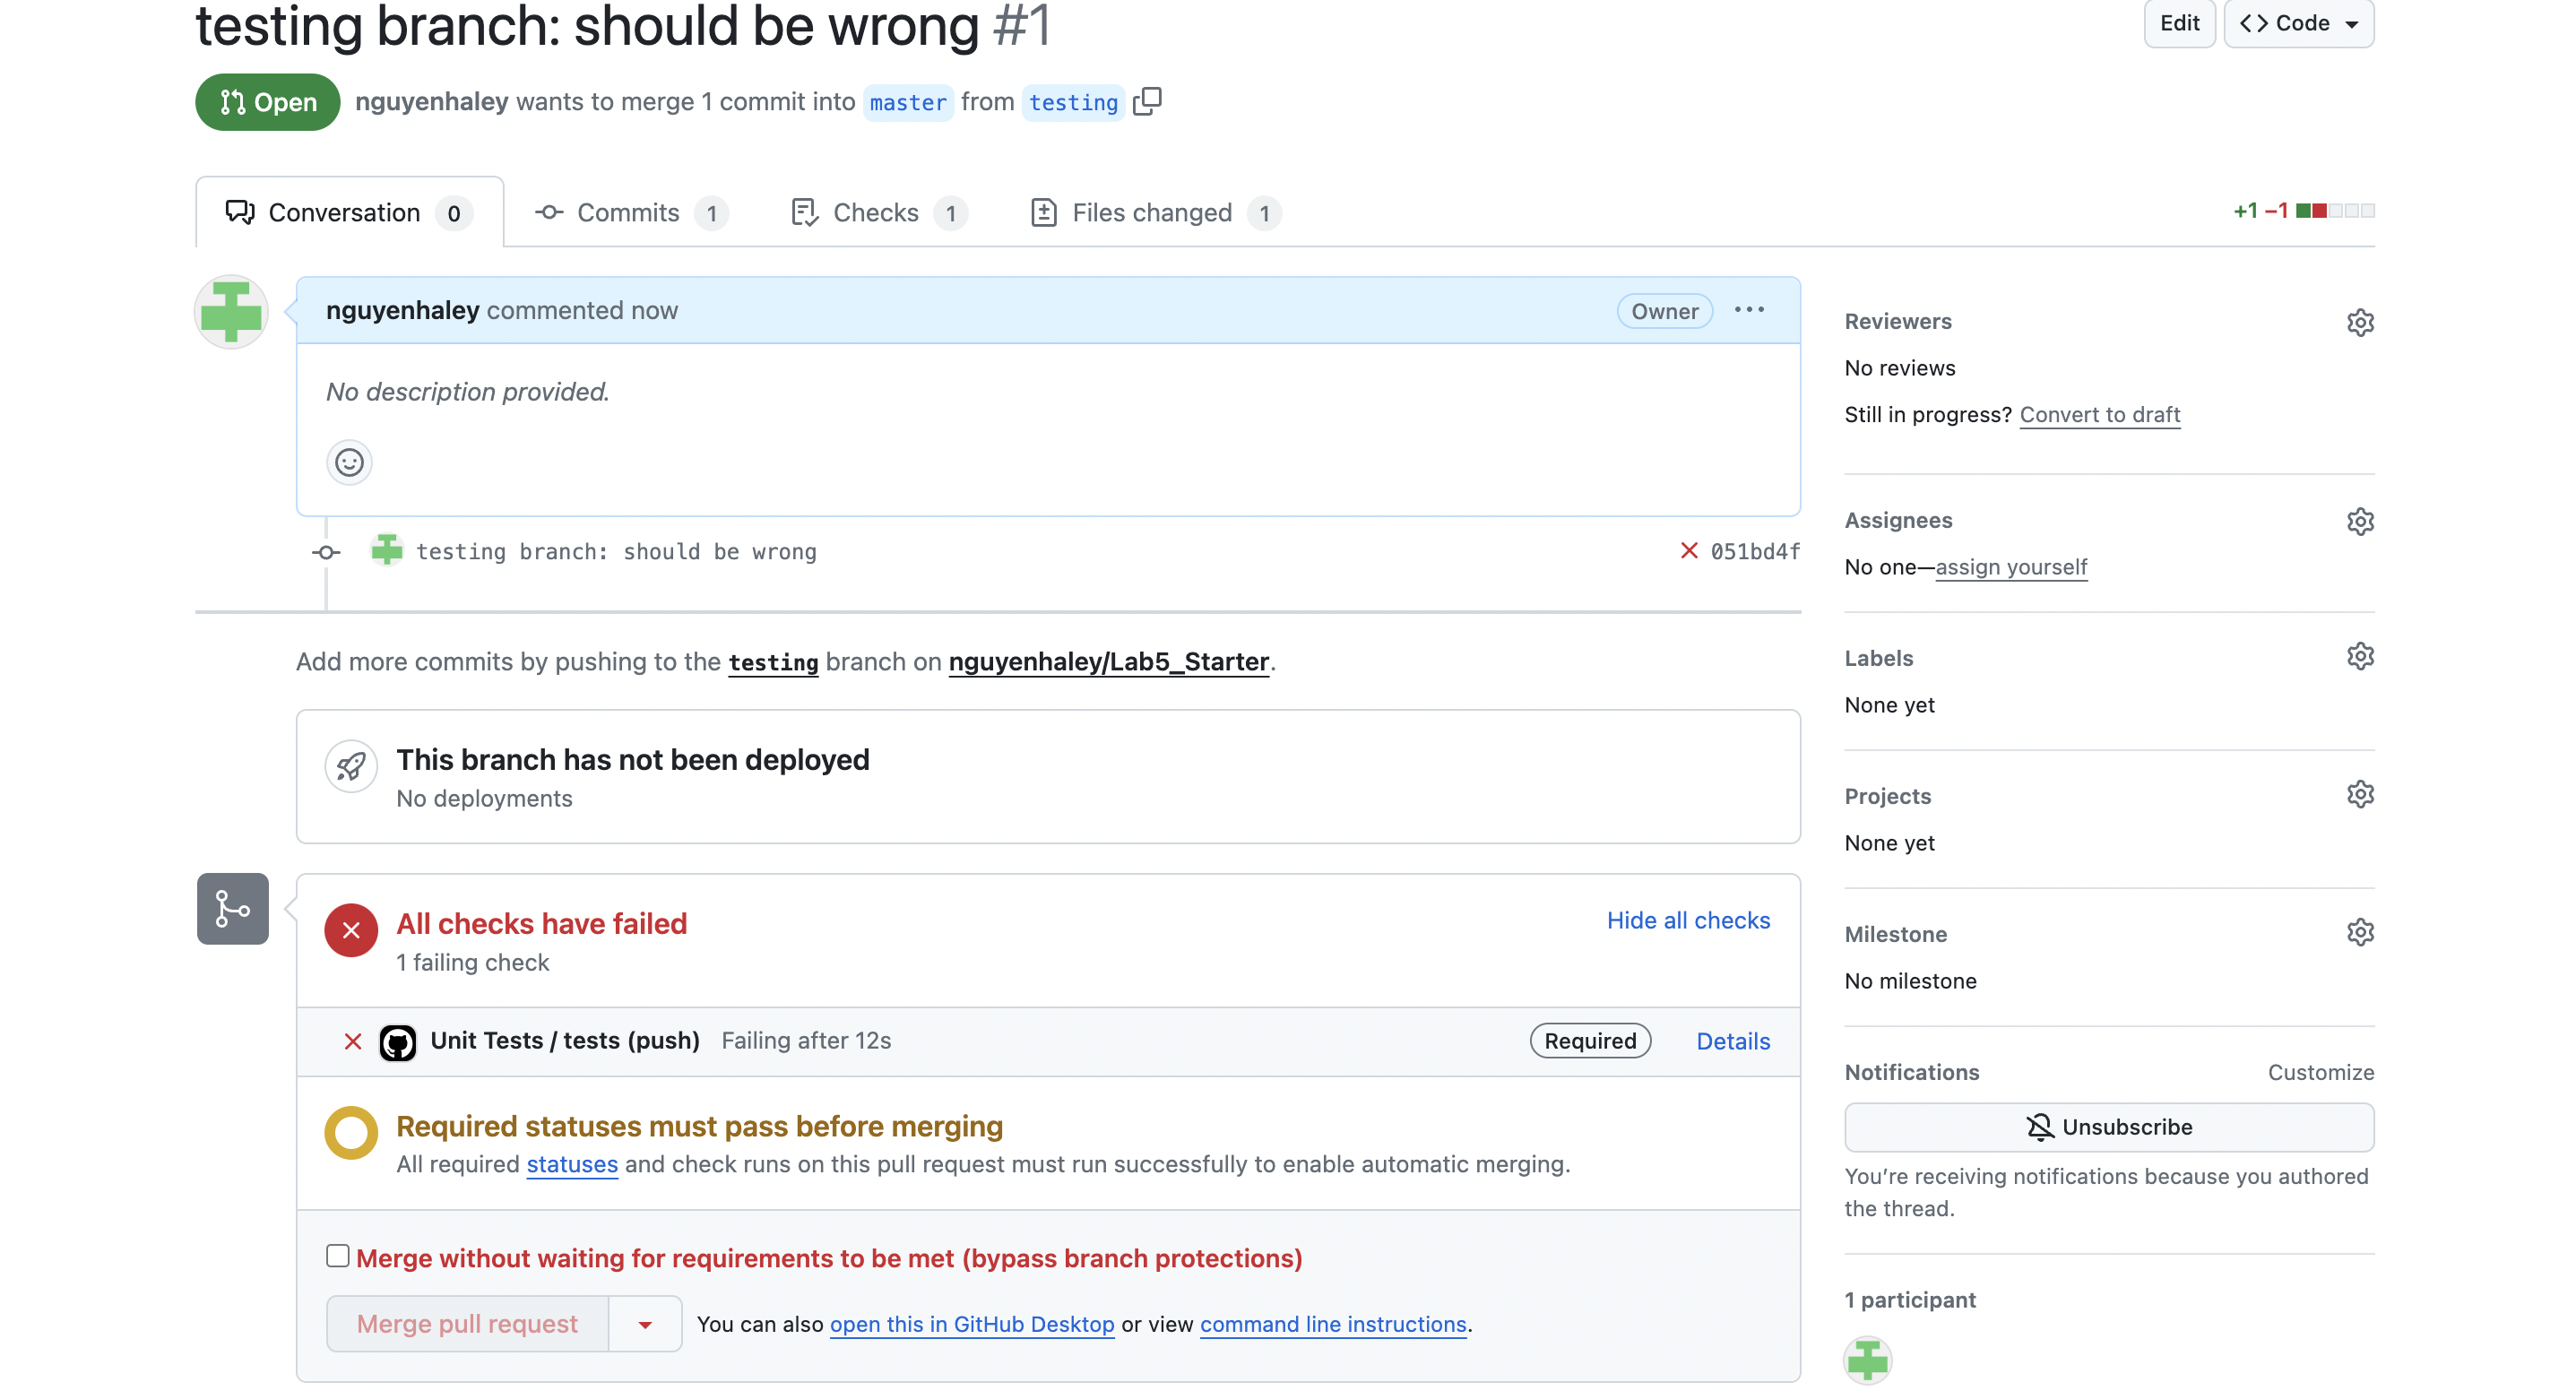 testing branch: should be wrong #1
Edit
Code
Open
nguyenhaley wants to merge 1 commit into master from testing
Conversation 0
Commits 1
Checks 1
Files changed 1
+1 −1
nguyenhaley commented now
Owner
No description provided.
testing branch: should be wrong
051bd4f
Add more commits by pushing to the testing branch on nguyenhaley/Lab5_Starter.
This branch has not been deployed
No deployments
All checks have failed
Hide all checks
1 failing check
Unit Tests / tests (push) Failing after 12s
Required
Details
Required statuses must pass before merging
All required statuses and check runs on this pull request must run successfully to enable automatic merging.
Merge without waiting for requirements to be met (bypass branch protections)
Merge pull request
You can also open this in GitHub Desktop or view command line instructions.
Reviewers
No reviews
Still in progress? Convert to draft
Assignees
No one—assign yourself
Labels
None yet
Projects
None yet
Milestone
No milestone
Notifications
Customize
Unsubscribe
You’re receiving notifications because you authored
the thread.
1 participant